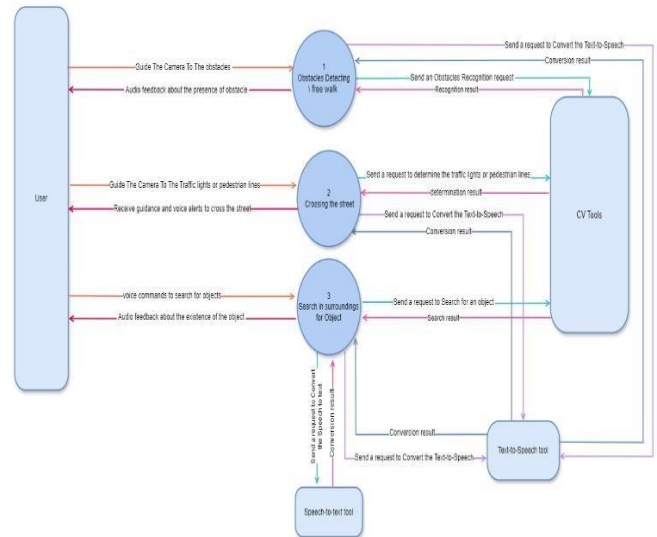 Send a request to Convert the Text-to-Speech
Conversion result
1
Obstacles Detecting
\ free walk
Guide The Camera To The obstacles
Audio feedback about the presence of obstacle
Send an Obstacles Recognition request
Recognition result
User
CV Tools
Guide The Camera To The Traffic lights or pedestrian lines
Receive guidance and voice alerts to cross the street
2
Crossing the street
Send a request to determine the traffic lights or pedestrian lines
determination result
Send a request to Convert the Text-to-Speech
Conversion result
voice commands to search for objects
Audio feedback about the existence of the object
3
Search in surroundings
for Object
Send a request to Search for an object
Search result
Send a request to Convert
the Speech to text
Conversion result
Conversion result
Send a request to Convert the Text-to-Speech
Text-to-Speech tool
Speech-to-text tool